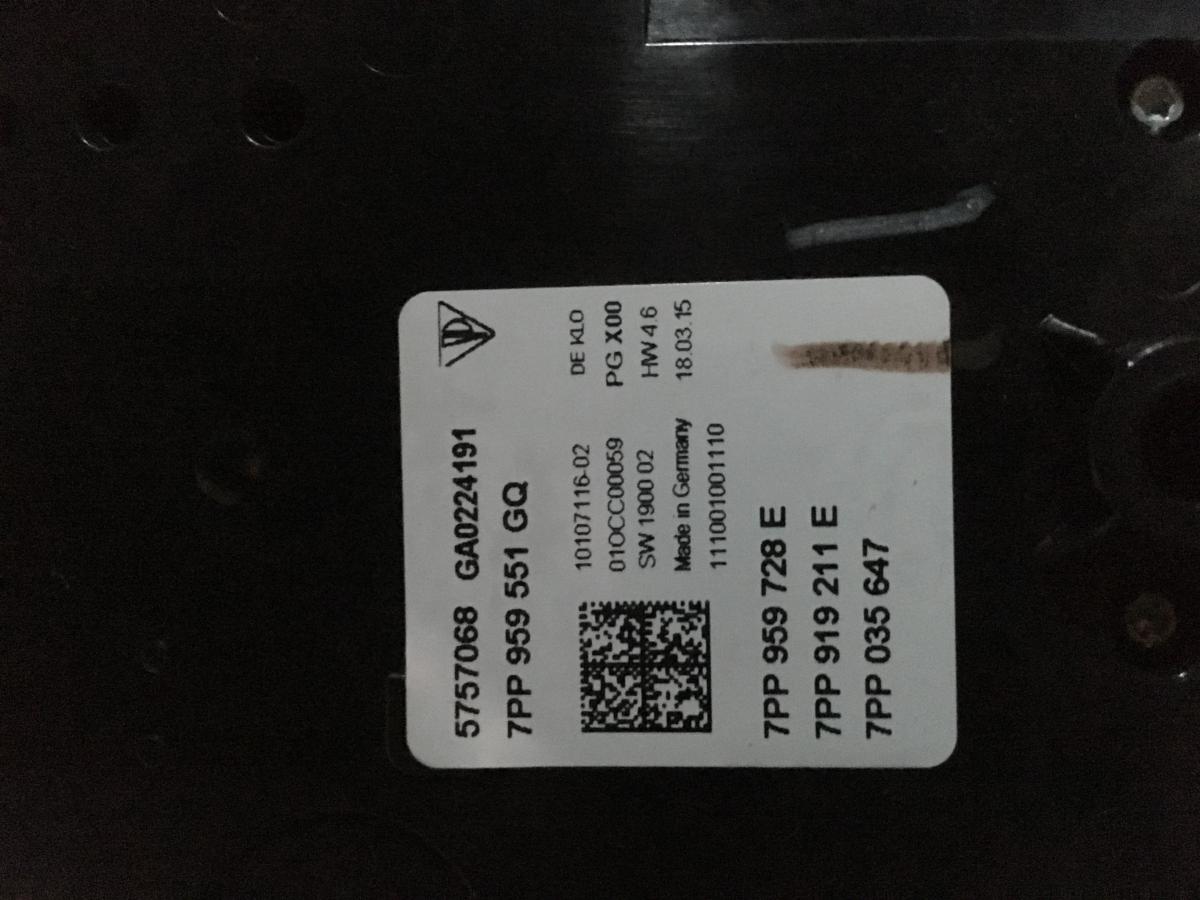 5757068 GA0224191
7PP 959 551 GQ
10107116-02 DE KLO
01OCC00059 PG X00
SW 1900 02 HW 4.6
Made in Germany 18.03.15
111001001110
7PP 959 728 E
7PP 919 211 E
7PP 035 647